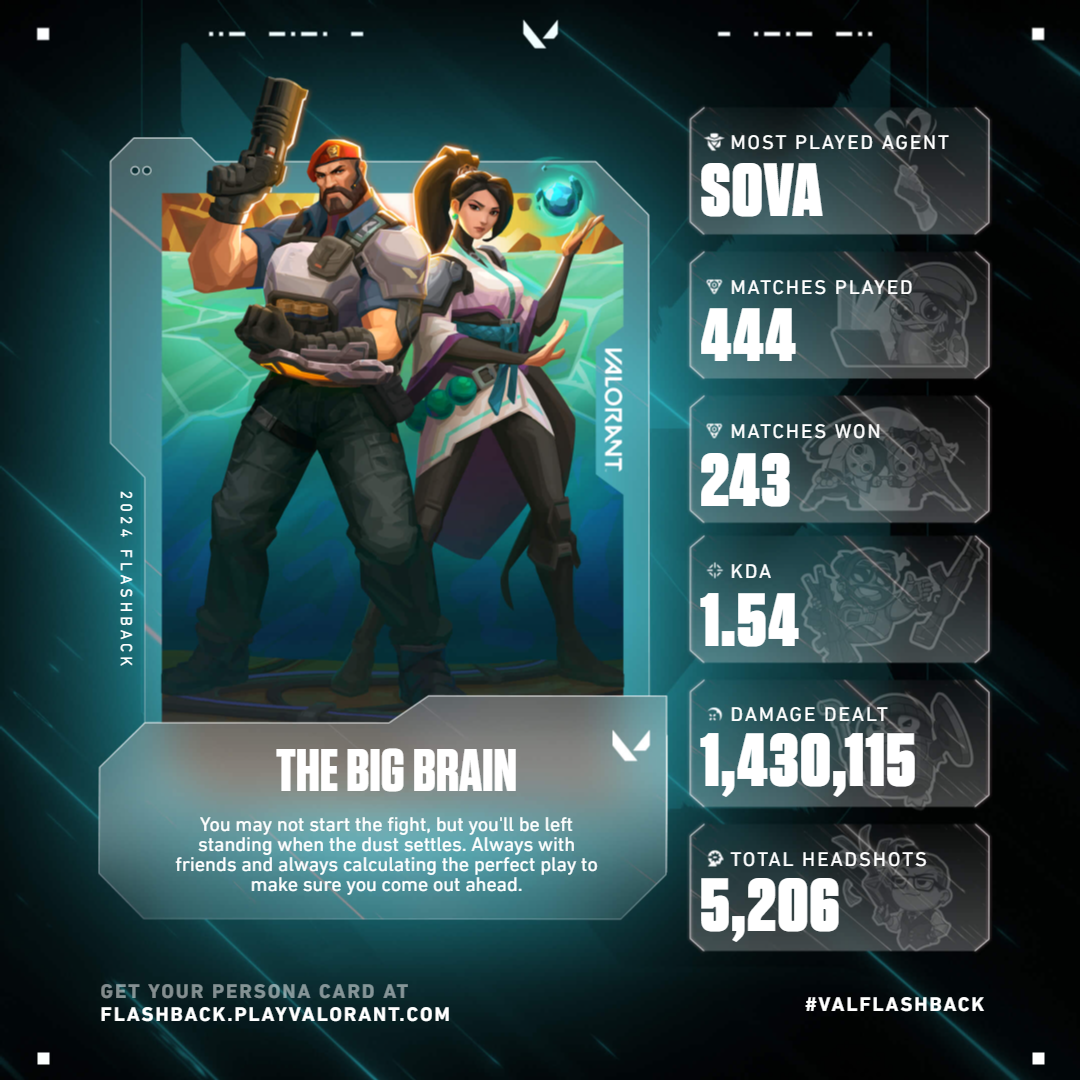 MOST PLAYED AGENT
SOVA
MATCHES PLAYED
444
MATCHES WON
243
KDA
1.54
DAMAGE DEALT
1,430,115
TOTAL HEADSHOTS
5,206
VALORANT
2024 FLASHBACK
THE BIG BRAIN
You may not start the fight, but you'll be left
standing when the dust settles. Always with
friends and always calculating the perfect play to
make sure you come out ahead.
GET YOUR PERSONA CARD AT
FLASHBACK.PLAYVALORANT.COM
#VALFLASHBACK